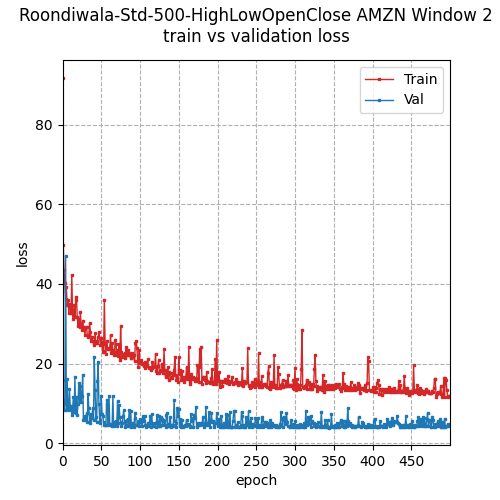 Roondiwala-Std-500-HighLowOpenClose AMZN Window 2
train vs validation loss
Train
Val
80
60
40
20
0
loss
0 50 100 150 200 250 300 350 400 450
epoch